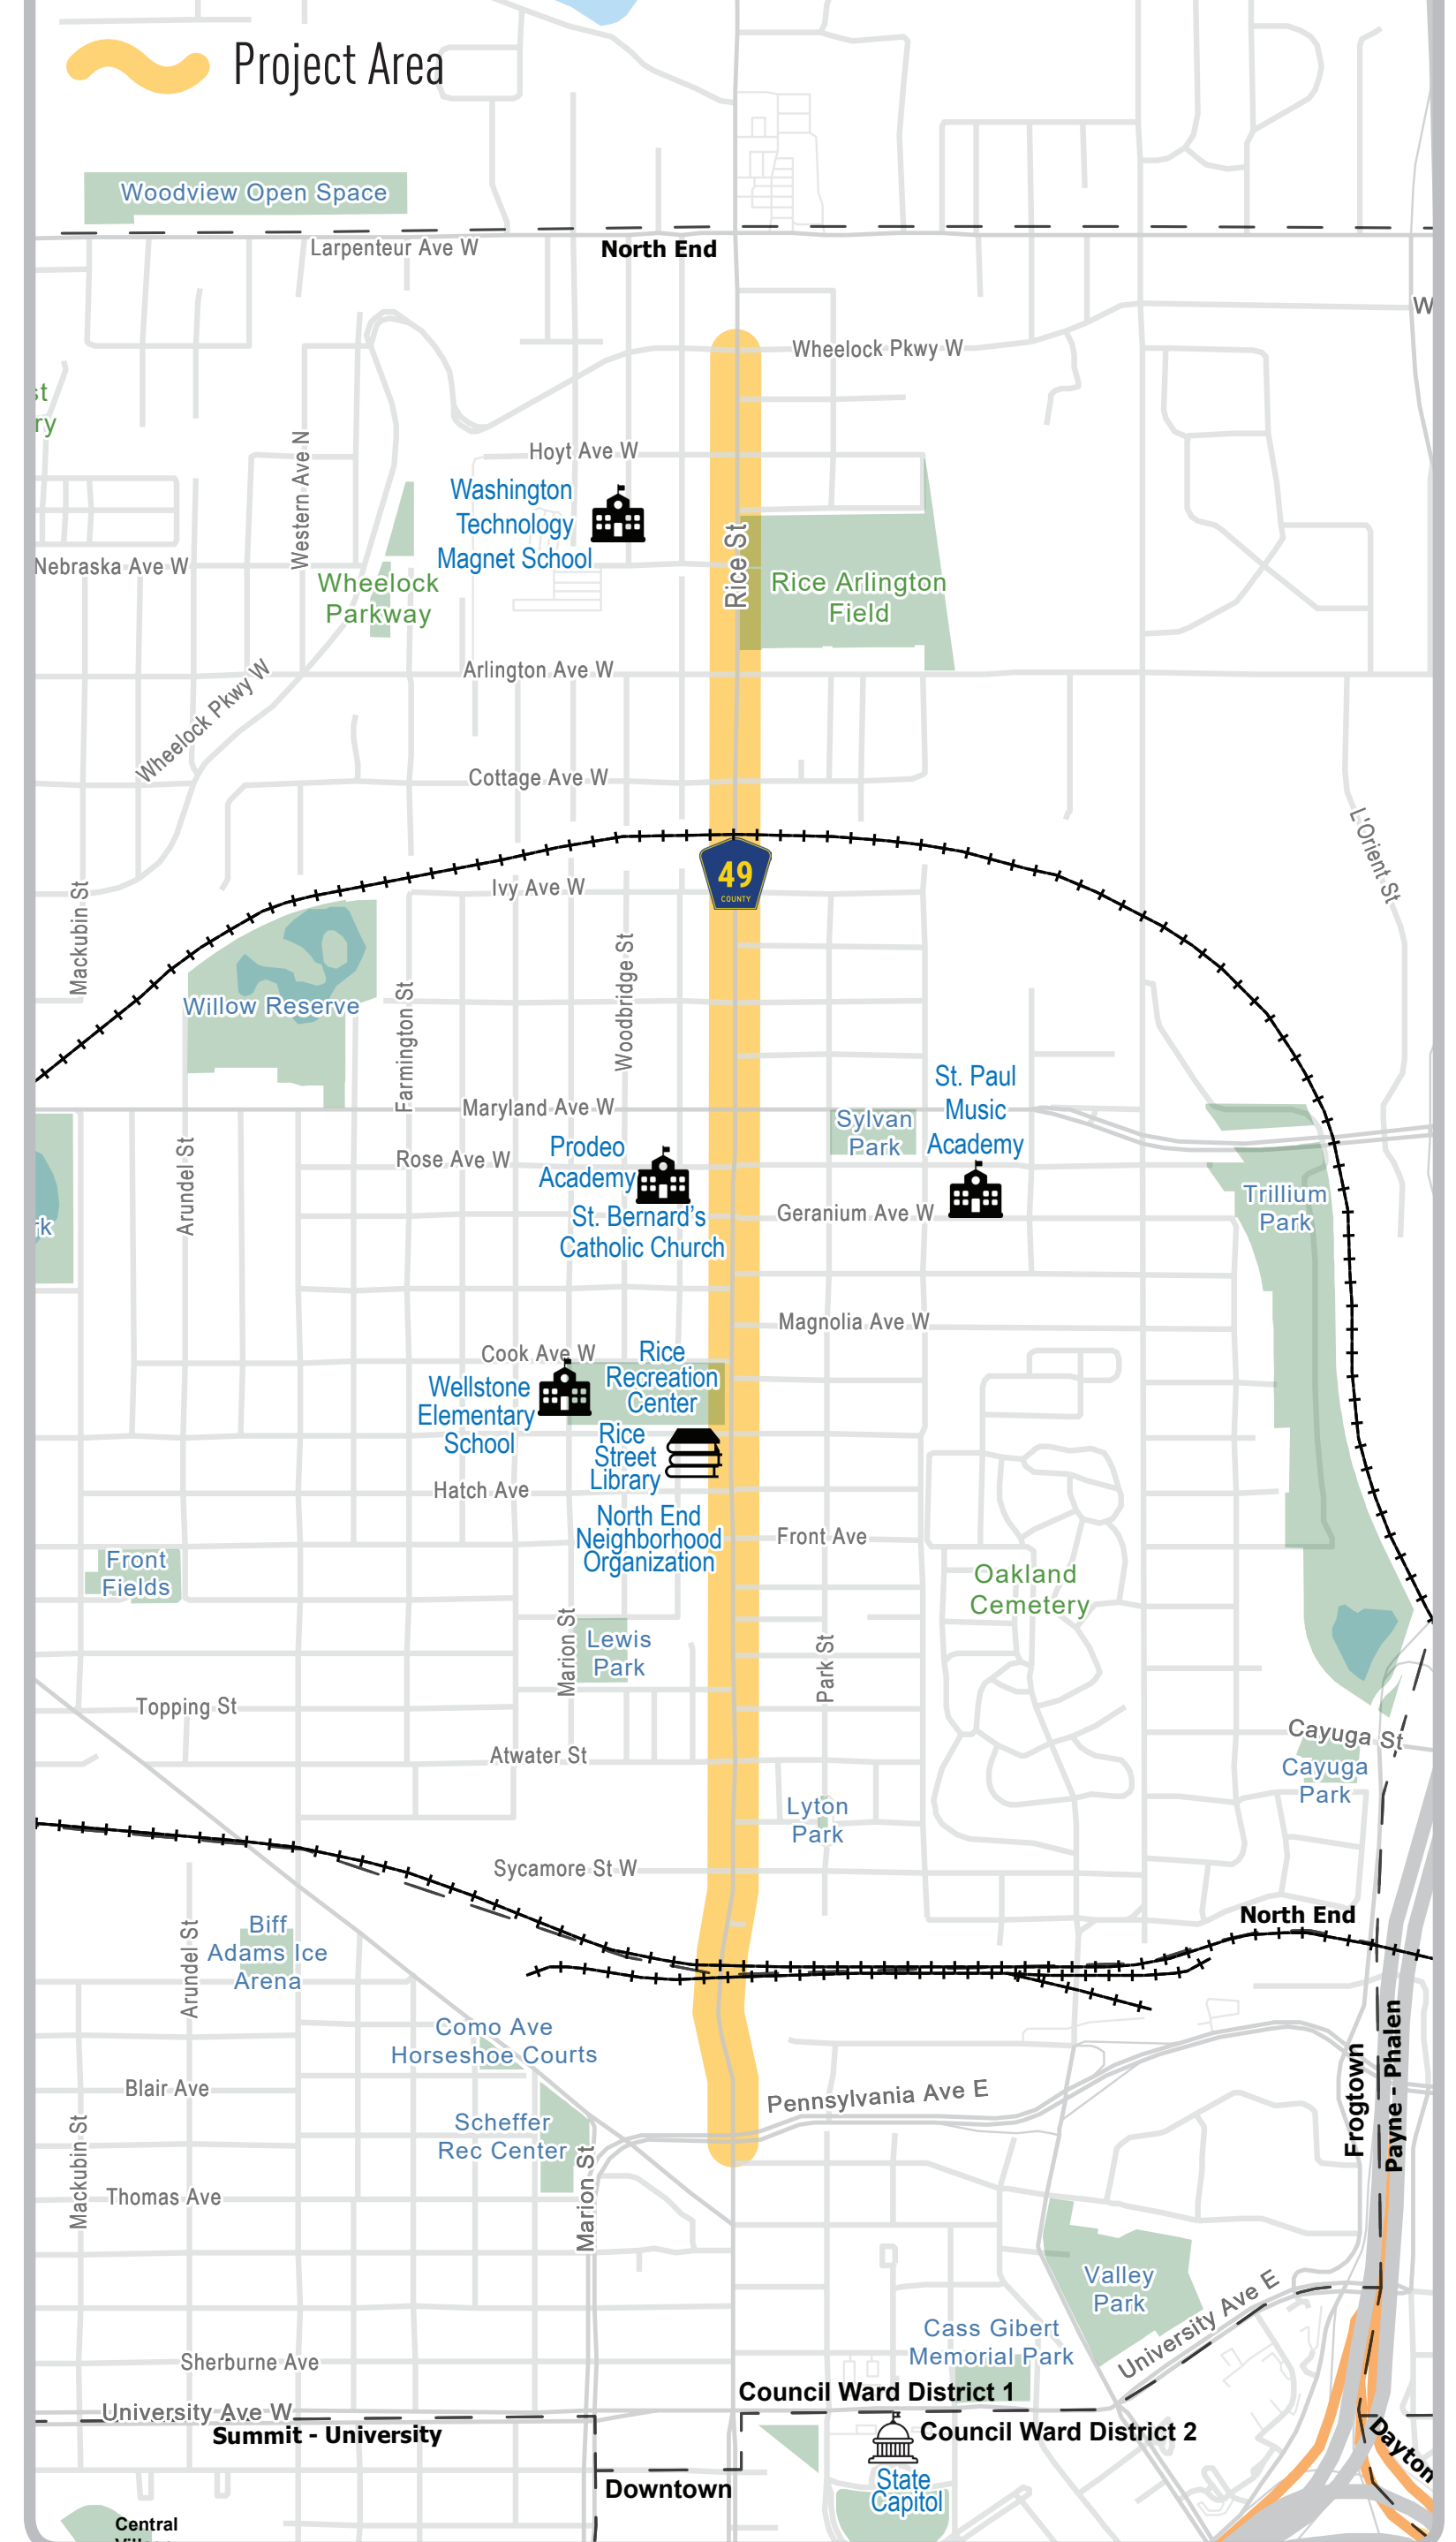 Project Area
Woodview Open Space
Larpenteur Ave W
North End
W
Wheelock Pkwy W
st
ry
Western Ave N
Hoyt Ave W
Washington
Technology
Magnet School
Rice St
Nebraska Ave W
Wheelock
Parkway
Rice Arlington
Field
Arlington Ave W
Wheelock Pkwy W
Cottage Ave W
L'Orient St
49
COUNTY
Ivy Ave W
Mackubin St
Woodbridge St
Willow Reserve
Farmington St
St. Paul
Music
Academy
Maryland Ave W
Sylvan
Park
Arundel St
Rose Ave W
Prodeo
Academy
Trillium
Park
rk
St. Bernard's
Catholic Church
Geranium Ave W
Magnolia Ave W
Cook Ave W
Rice
Recreation
Center
Wellstone
Elementary
School
Rice
Street
Library
Hatch Ave
North End
Neighborhood
Organization
Front Ave
Front
Fields
Oakland
Cemetery
Marion St
Lewis
Park
Park St
Topping St
Cayuga St
Atwater St
Cayuga
Park
Lyton
Park
Sycamore St W
North End
Biff
Adams Ice
Arena
Arundel St
Como Ave
Horseshoe Courts
Frogtown
Payne - Phalen
Blair Ave
Pennsylvania Ave E
Scheffer
Rec Center
Mackubin St
Marion St
Thomas Ave
Valley
Park
University Ave E
Cass Gibert
Memorial Park
Sherburne Ave
Council Ward District 1
University Ave W
Summit - University
Council Ward District 2
Dayton
State
Capitol
Downtown
Central